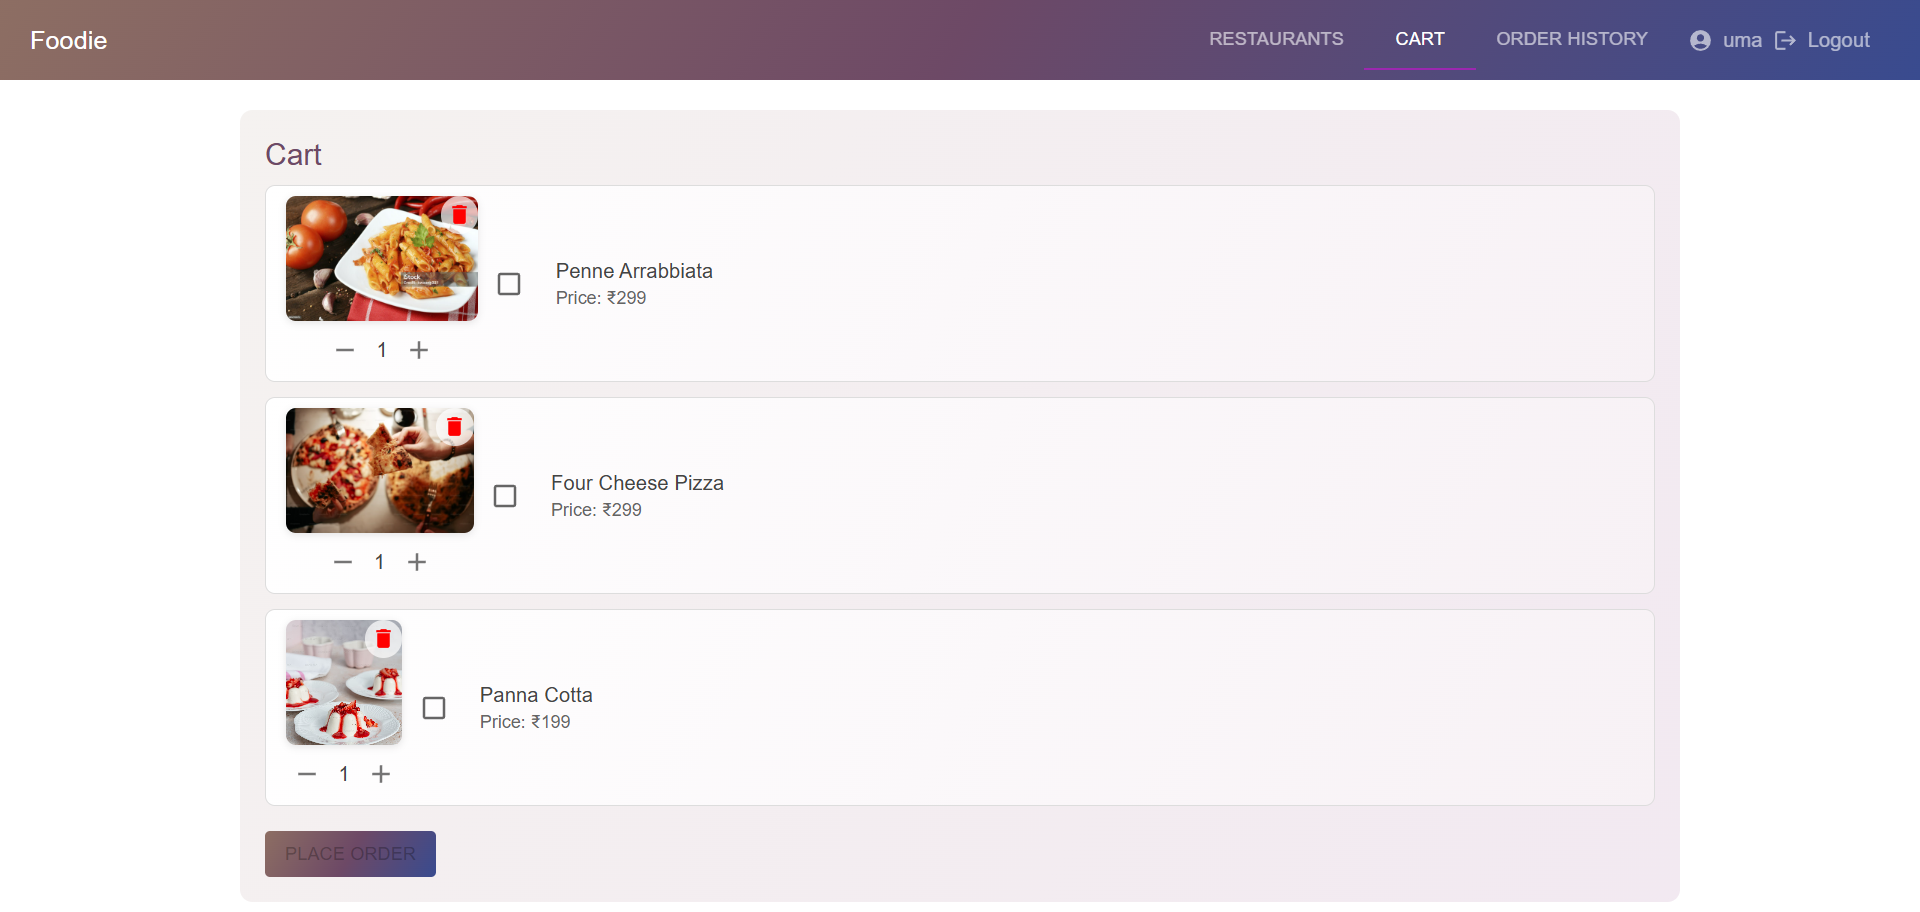 Foodie
RESTAURANTS
CART
ORDER HISTORY
uma
Logout
Cart
iStock
Penne Arrabbiata
Price: ₹299
1
Four Cheese Pizza
Price: ₹299
1
Panna Cotta
Price: ₹199
1
PLACE ORDER